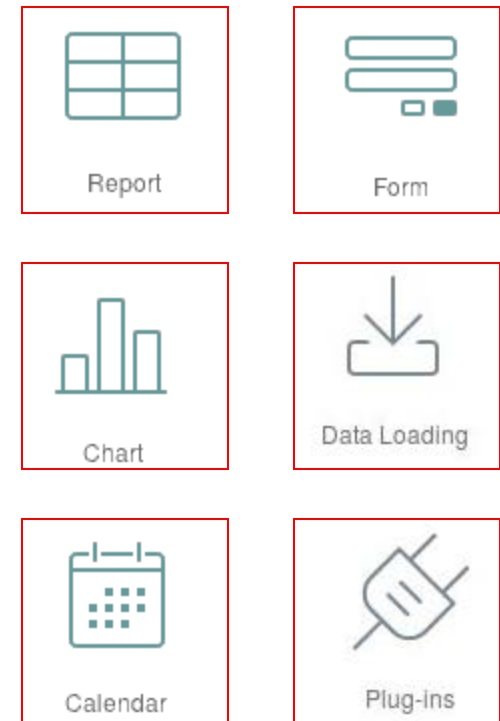 Report
Form
Chart
Data Loading
Calendar
Plug-ins